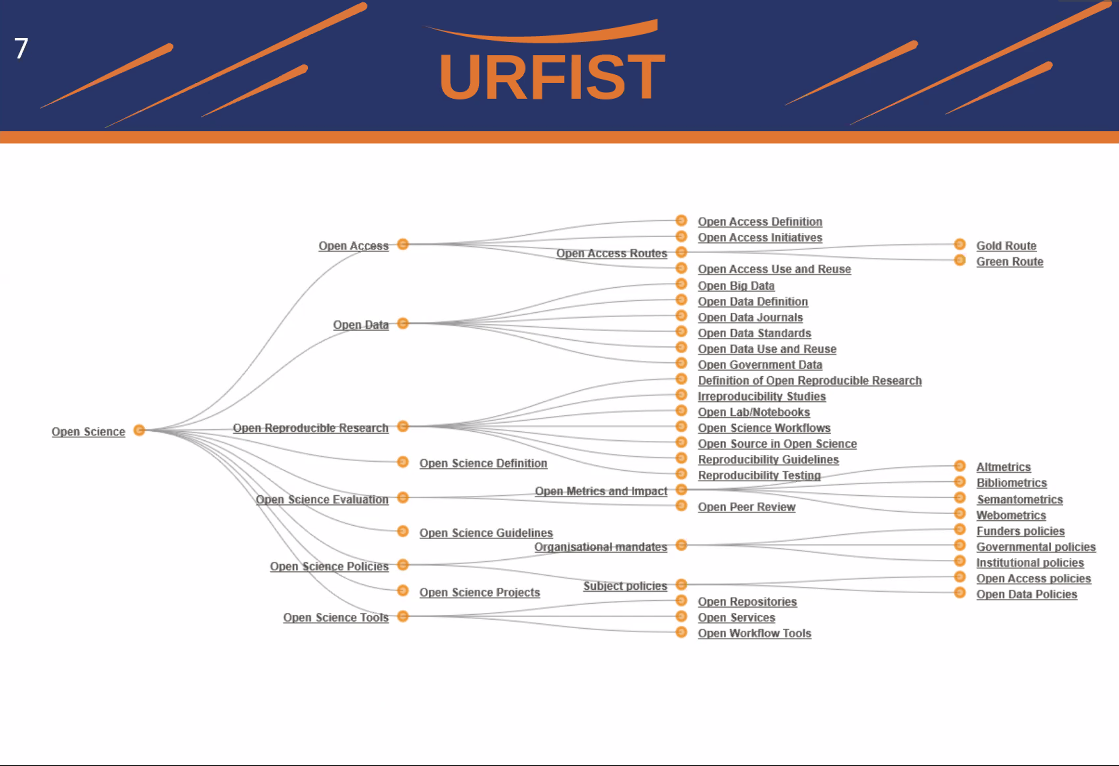 7
URFIST
Open Science
Open Access
Open Access Definition
Open Access Initiatives
Open Access Routes
Gold Route
Green Route
Open Access Use and Reuse
Open Data
Open Big Data
Open Data Definition
Open Data Journals
Open Data Standards
Open Data Use and Reuse
Open Government Data
Open Reproducible Research
Definition of Open Reproducible Research
Irreproducibility Studies
Open Lab/Notebooks
Open Science Workflows
Open Source in Open Science
Reproducibility Guidelines
Reproducibility Testing
Open Science Definition
Open Science Evaluation
Open Metrics and Impact
Altmetrics
Bibliometrics
Semantometrics
Webometrics
Open Peer Review
Open Science Guidelines
Open Science Policies
Organisational mandates
Funders policies
Governmental policies
Institutional policies
Subject policies
Open Access policies
Open Data Policies
Open Science Projects
Open Science Tools
Open Repositories
Open Services
Open Workflow Tools